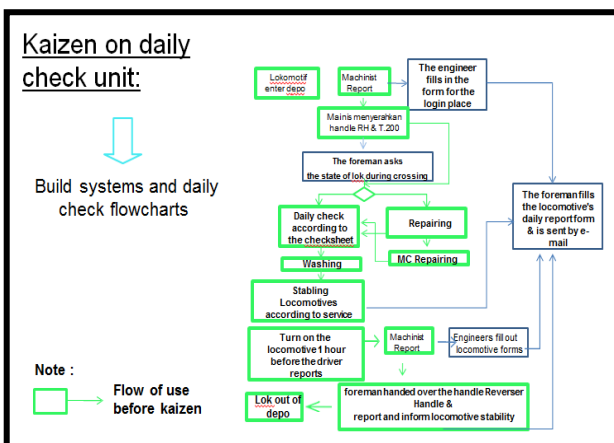 Kaizen on daily
check unit:
Build systems and daily
check flowcharts
Note :
Flow of use
before kaizen
Lokomotif
enter depo
Machinist
Report
The engineer
fills in the
form for the
login place
Mainis menyerahkan
handle RH & T.200
The foreman asks
the state of lok during crossing
Daily check
according to
the checksheet
Repairing
MC Repairing
Washing
Stabling
Locomotives
according to service
The foreman fills
the locomotive's
daily report form
& is sent by e-
mail
Turn on the
locomotive 1 hour
before the driver
reports
Machinist
Report
Engineers fill out
locomotive forms
foreman handed over the handle Reverser
Handle &
report and inform locomotive stability
Lok out of
depo